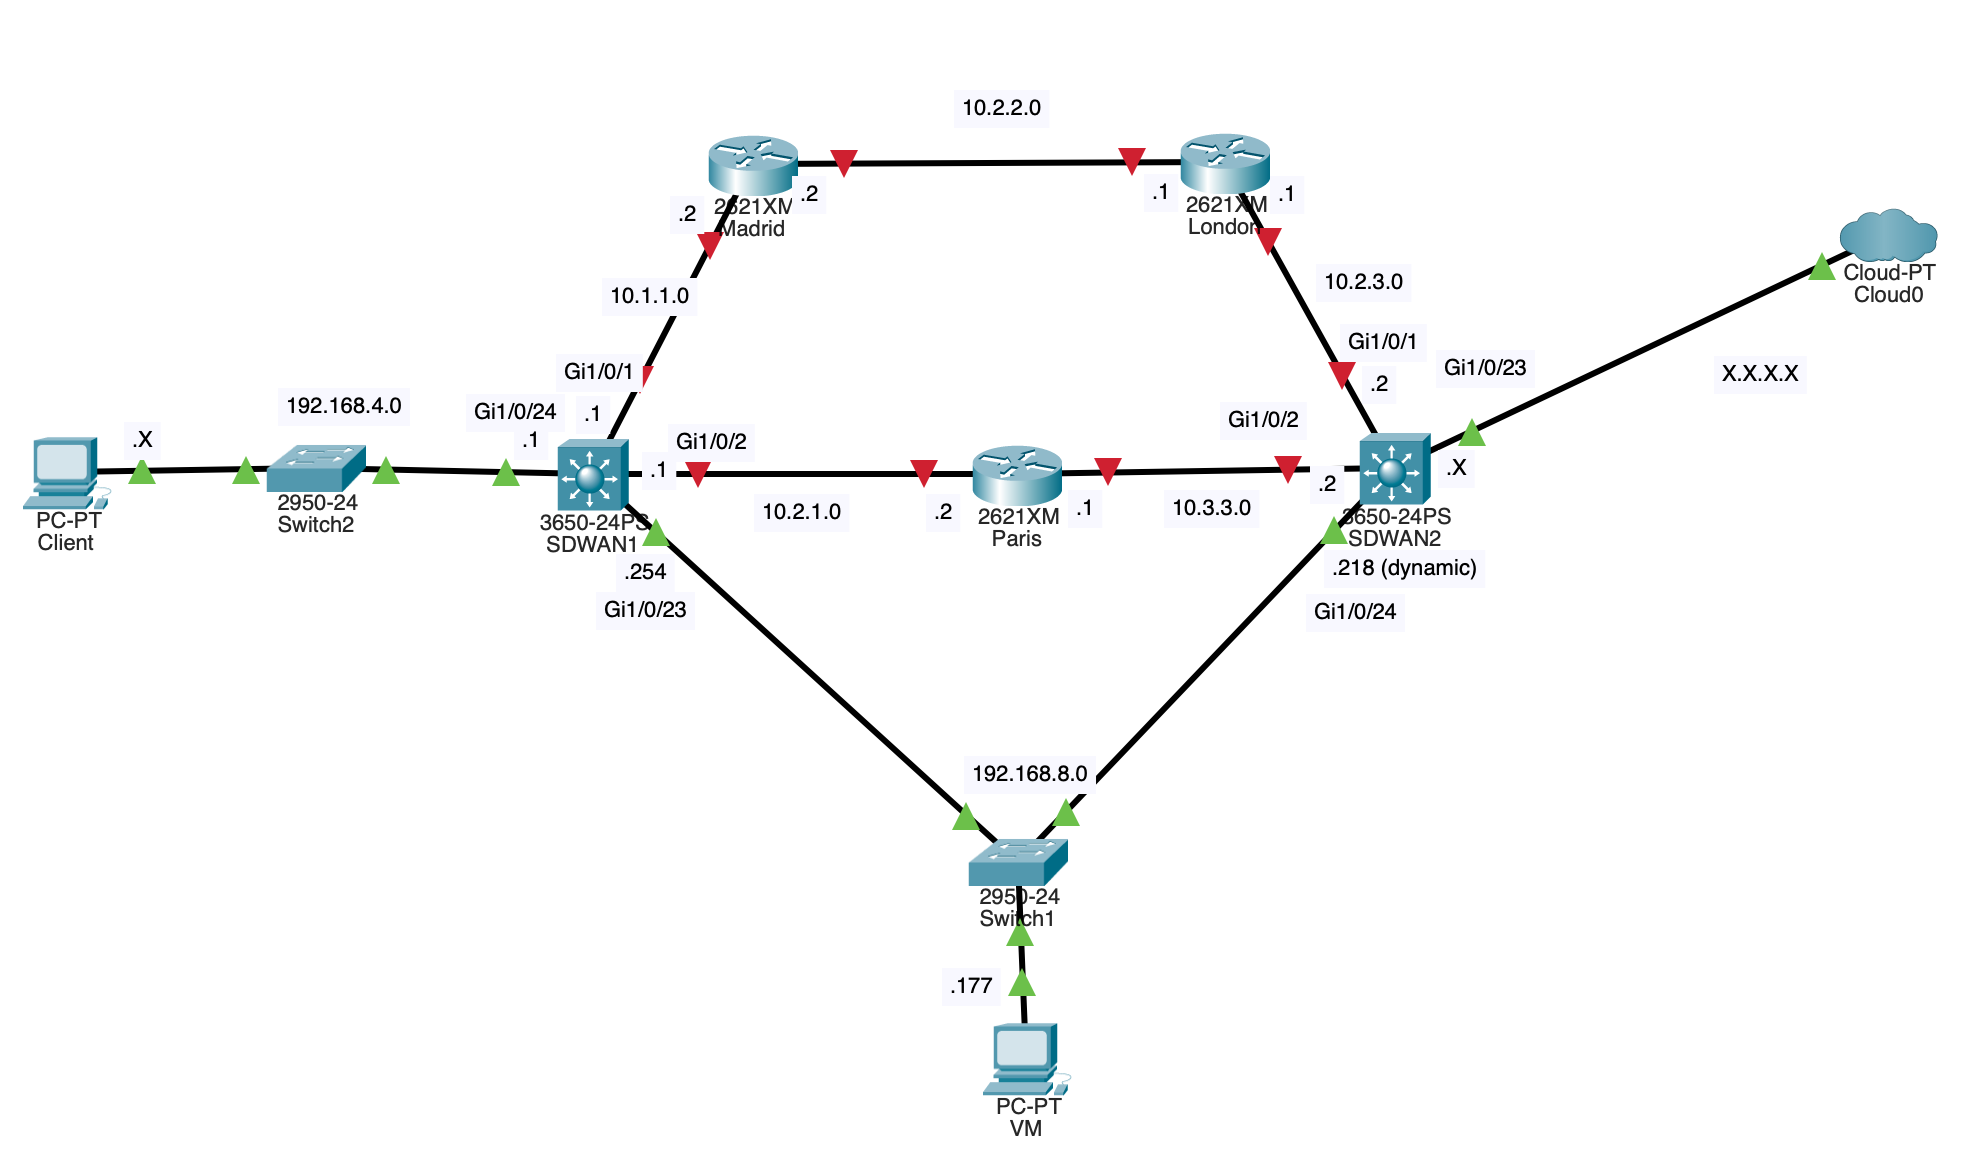 10.2.2.0
2621XM
Madrid
.2
.2
.1
2621XM
London
.1
10.1.1.0
10.2.3.0
Cloud-PT
Cloud0
X.X.X.X
Gi1/0/1
.1
Gi1/0/1
.2
Gi1/0/23
.X
192.168.4.0
Gi1/0/24
.1
PC-PT
Client
2950-24
Switch2
3650-24PS
SDWAN1
Gi1/0/2
.1
10.2.1.0
.2
2621XM
Paris
.1
10.3.3.0
Gi1/0/2
.2
.X
3650-24PS
SDWAN2
.254
Gi1/0/23
.218 (dynamic)
Gi1/0/24
192.168.8.0
2950-24
Switch1
.177
PC-PT
VM